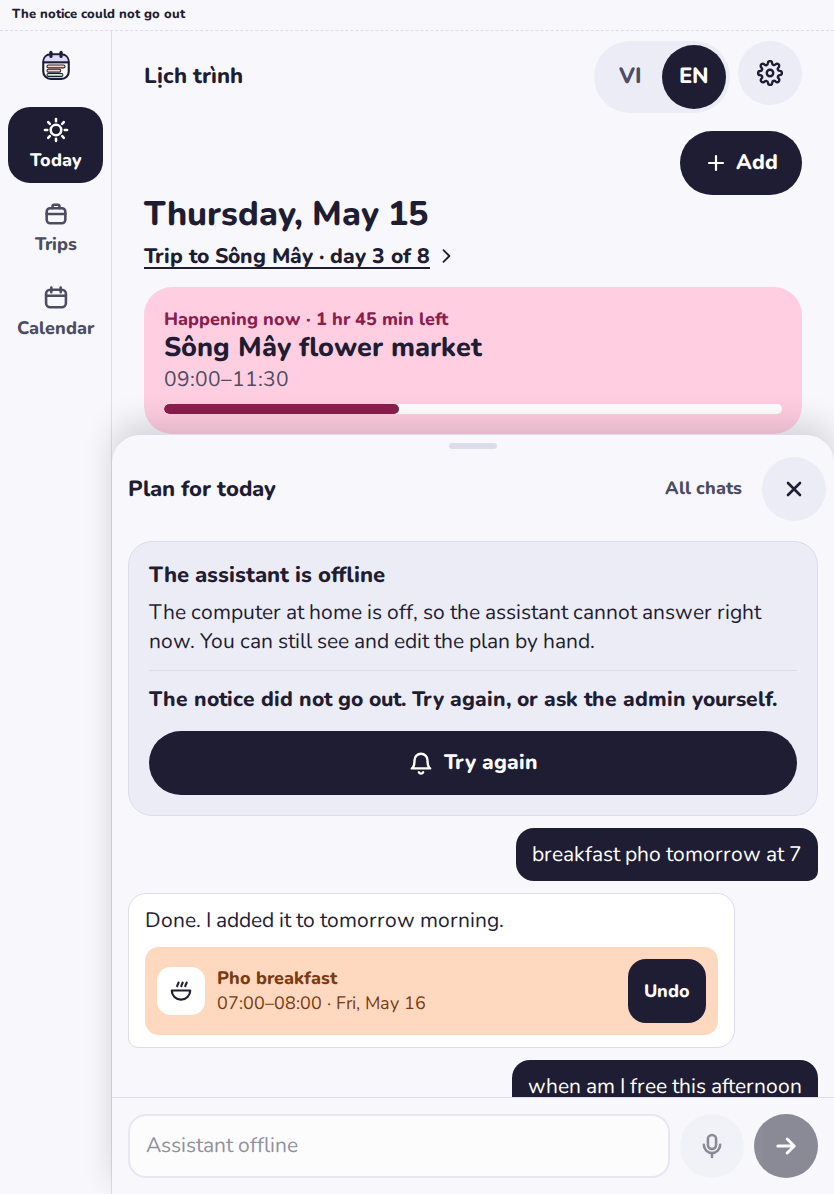 The notice could not go out
Lịch trình
VI
EN
Add
Today
Trips
Calendar
Thursday, May 15
Trip to Sông Mây · day 3 of 8
Happening now · 1 hr 45 min left
Sông Mây flower market
09:00–11:30
Plan for today
All chats
The assistant is offline
The computer at home is off, so the assistant cannot answer right
now. You can still see and edit the plan by hand.
The notice did not go out. Try again, or ask the admin yourself.
Try again
breakfast pho tomorrow at 7
Done. I added it to tomorrow morning.
Pho breakfast
07:00–08:00 · Fri, May 16
Undo
when am I free this afternoon
Assistant offline